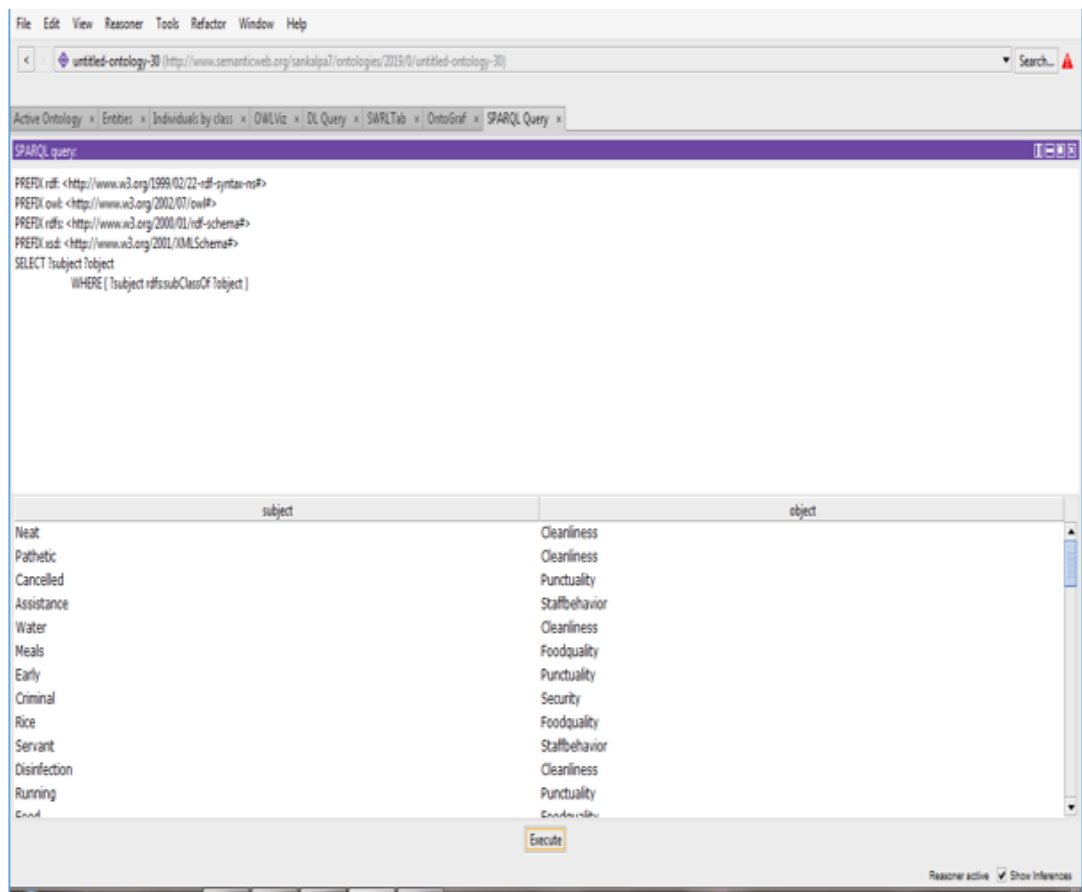 File Edit View Reasoner Tools Refactor Window Help
< untitled-ontology-30 (http://www.semanticweb.org/sankalpa7/ontologies/2019/0/untitled-ontology-30) Search...
Active Ontology × Entities × Individuals by class × OWLViz × DL Query × SWRLTab × OntoGraf × SPARQL Query ×
SPARQL query:
PREFIX rdf: <http://www.w3.org/1999/02/22-rdf-syntax-ns#>
PREFIX owl: <http://www.w3.org/2002/07/owl#>
PREFIX rdfs: <http://www.w3.org/2000/01/rdf-schema#>
PREFIX xsd: <http://www.w3.org/2001/XMLSchema#>
SELECT ?subject ?object
WHERE { ?subject rdfs:subClassOf ?object }
subject object
Neat Cleanliness
Pathetic Cleanliness
Cancelled Punctuality
Assistance Staffbehavior
Water Cleanliness
Meals Foodquality
Early Punctuality
Criminal Security
Rice Foodquality
Servant Staffbehavior
Disinfection Cleanliness
Running Punctuality
Food Foodquality
Execute
Reasoner active Show Inferences